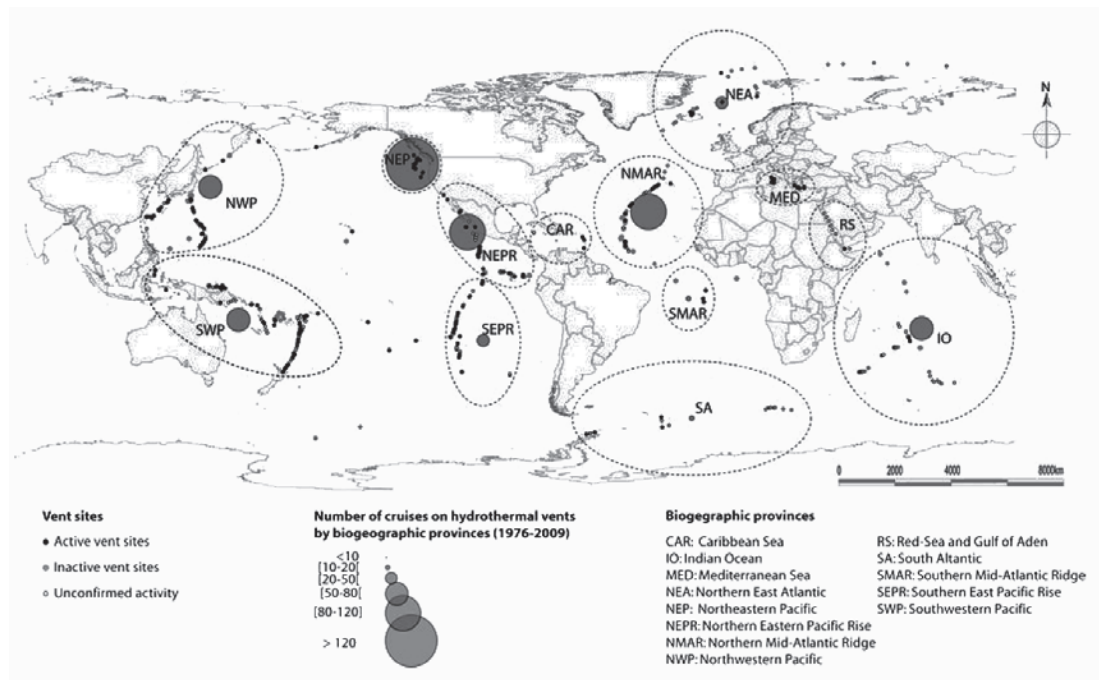 N
NEA
NEP
NMAR
NWP
MED
RS
CAR
NEPR
SMAR
SWP
SEPR
IO
SA
0 2000 4000 8000km
Vent sites
Active vent sites
Inactive vent sites
Unconfirmed activity
Number of cruises on hydrothermal vents
by biogeographic provinces (1976-2009)
<10
[10-20[
[20-50[
[50-80[
[80-120]
> 120
Biogegraphic provinces
CAR: Caribbean Sea
IO: Indian Ocean
MED: Mediterranean Sea
NEA: Northern East Atlantic
NEP: Northeastern Pacific
NEPR: Northern Eastern Pacific Rise
NMAR: Northern Mid-Atlantic Ridge
NWP: Northwestern Pacific
RS: Red-Sea and Gulf of Aden
SA: South Altantic
SMAR: Southern Mid-Atlantic Ridge
SEPR: Southern East Pacific Rise
SWP: Southwestern Pacific